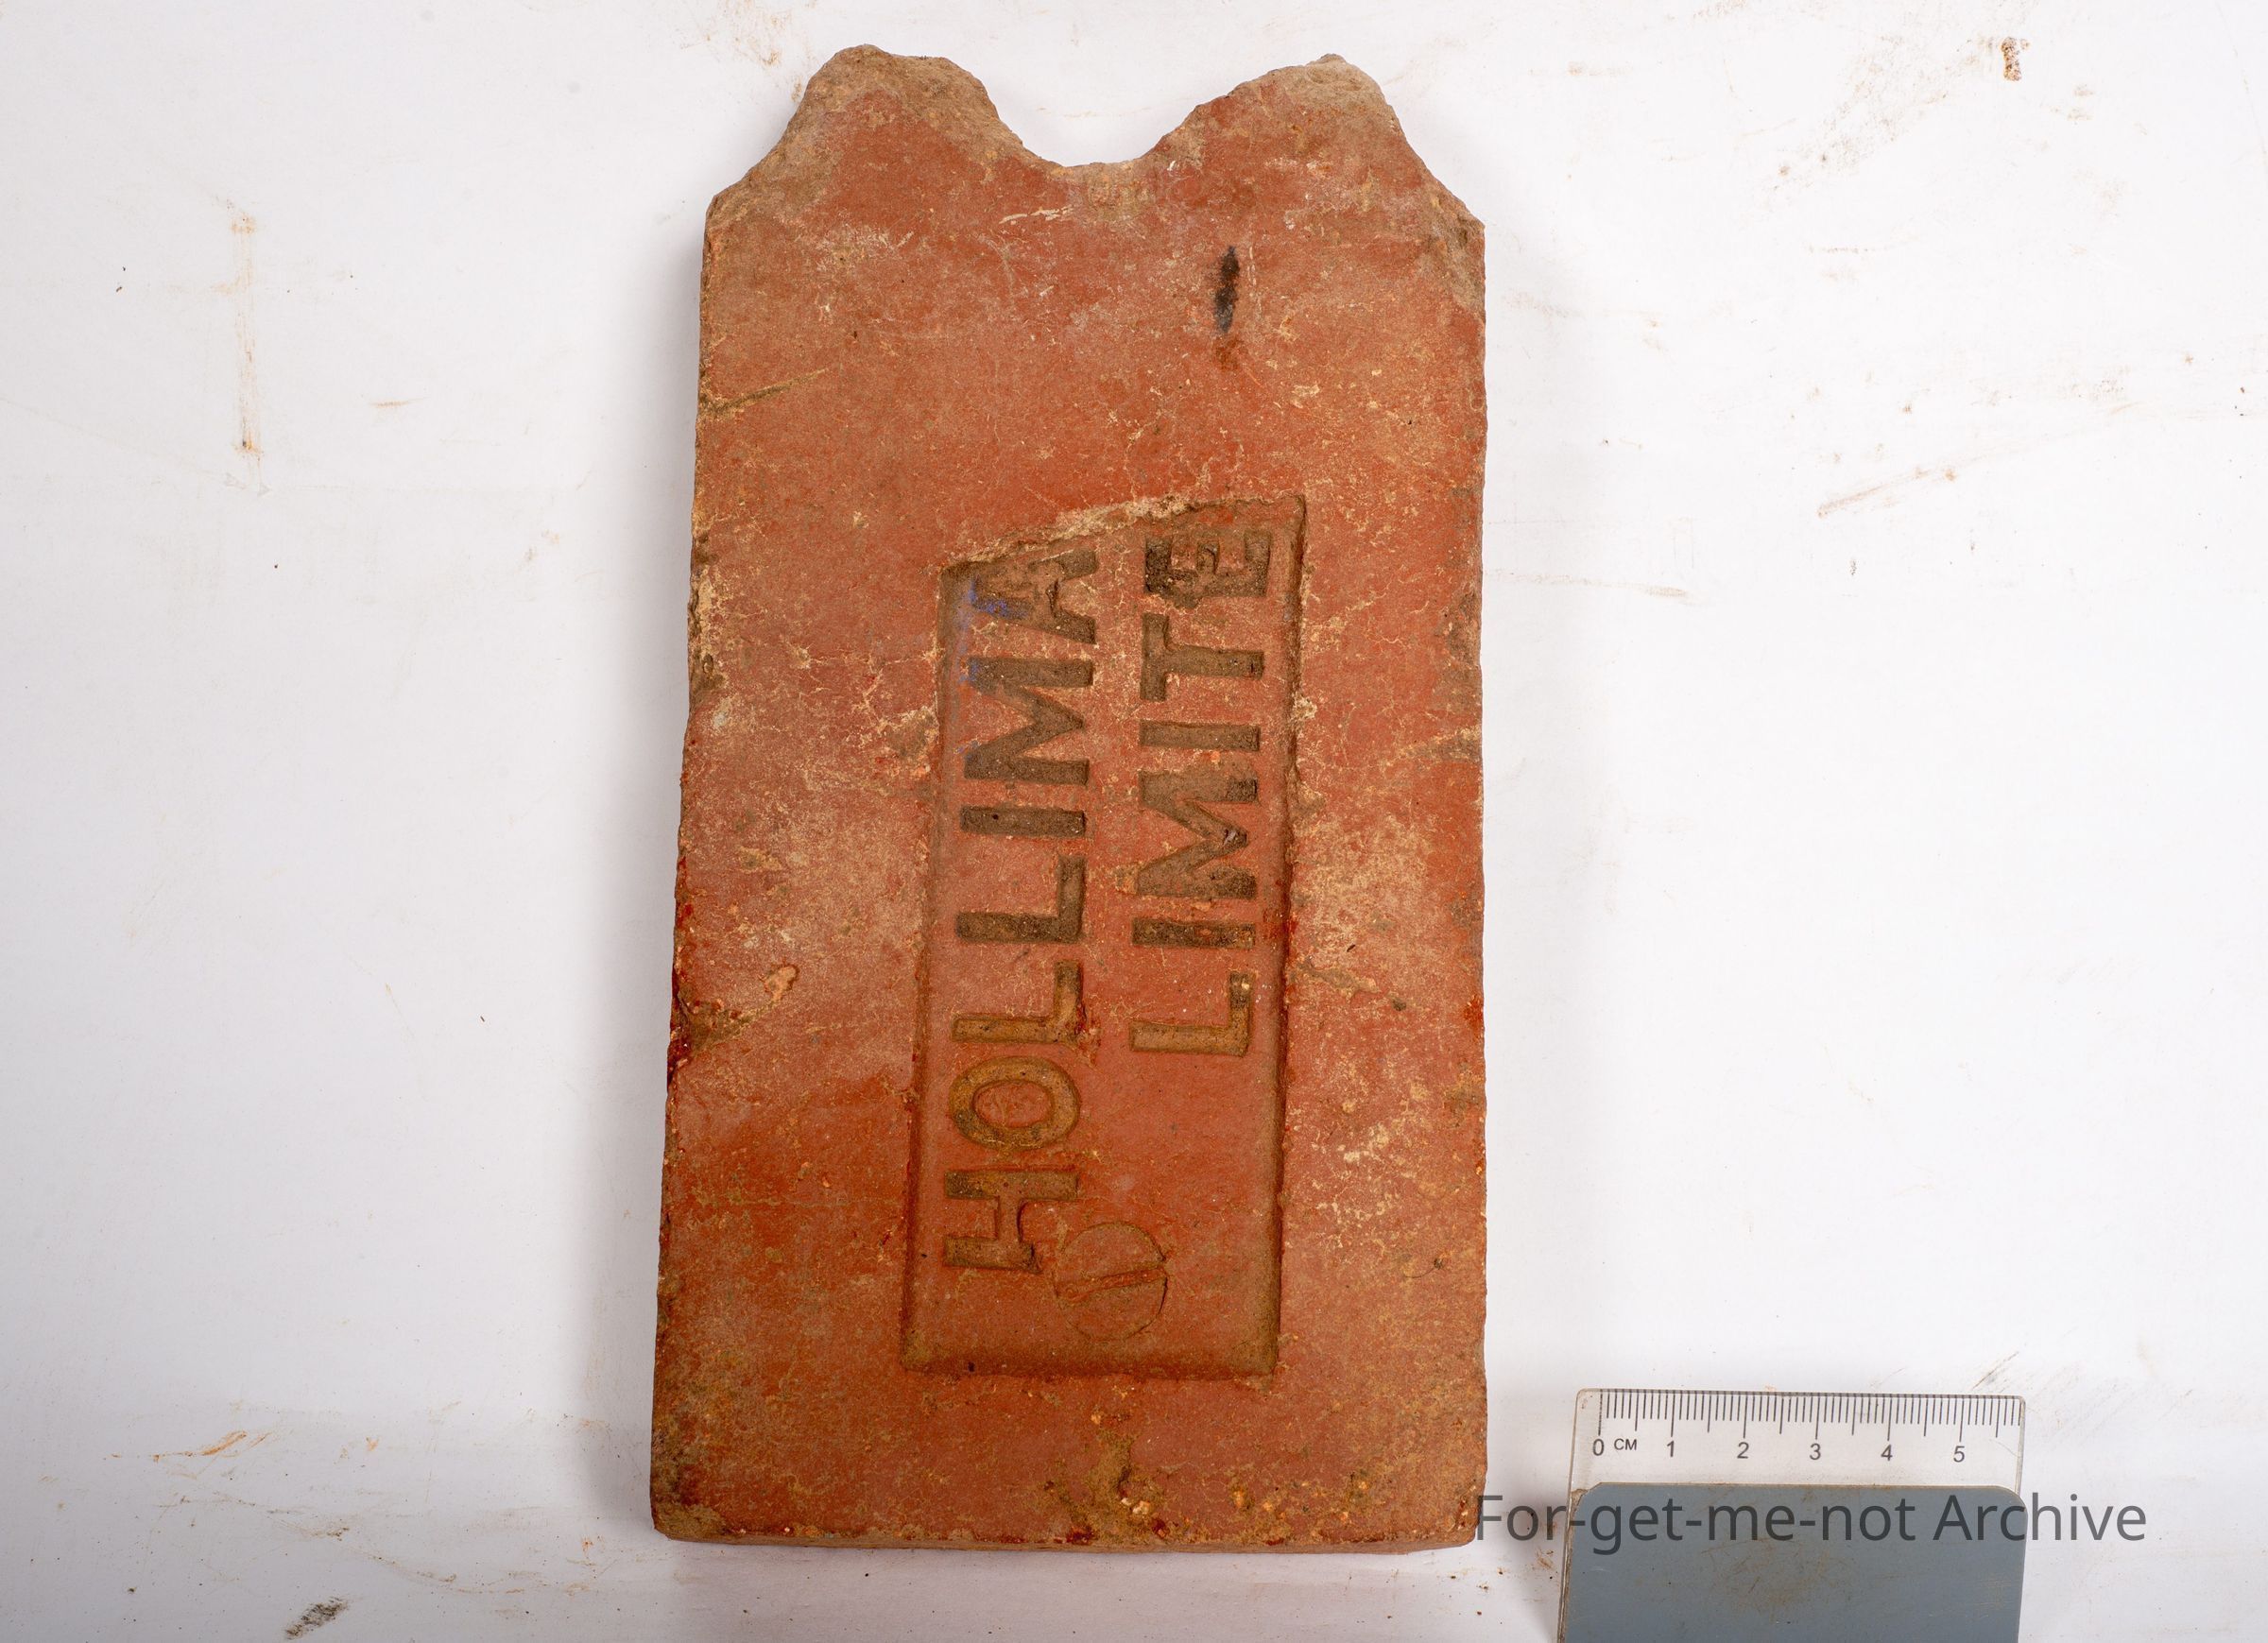 HOLLIMA
LIMITE
0 CM 1 2 3 4 5
For-get-me-not Archive